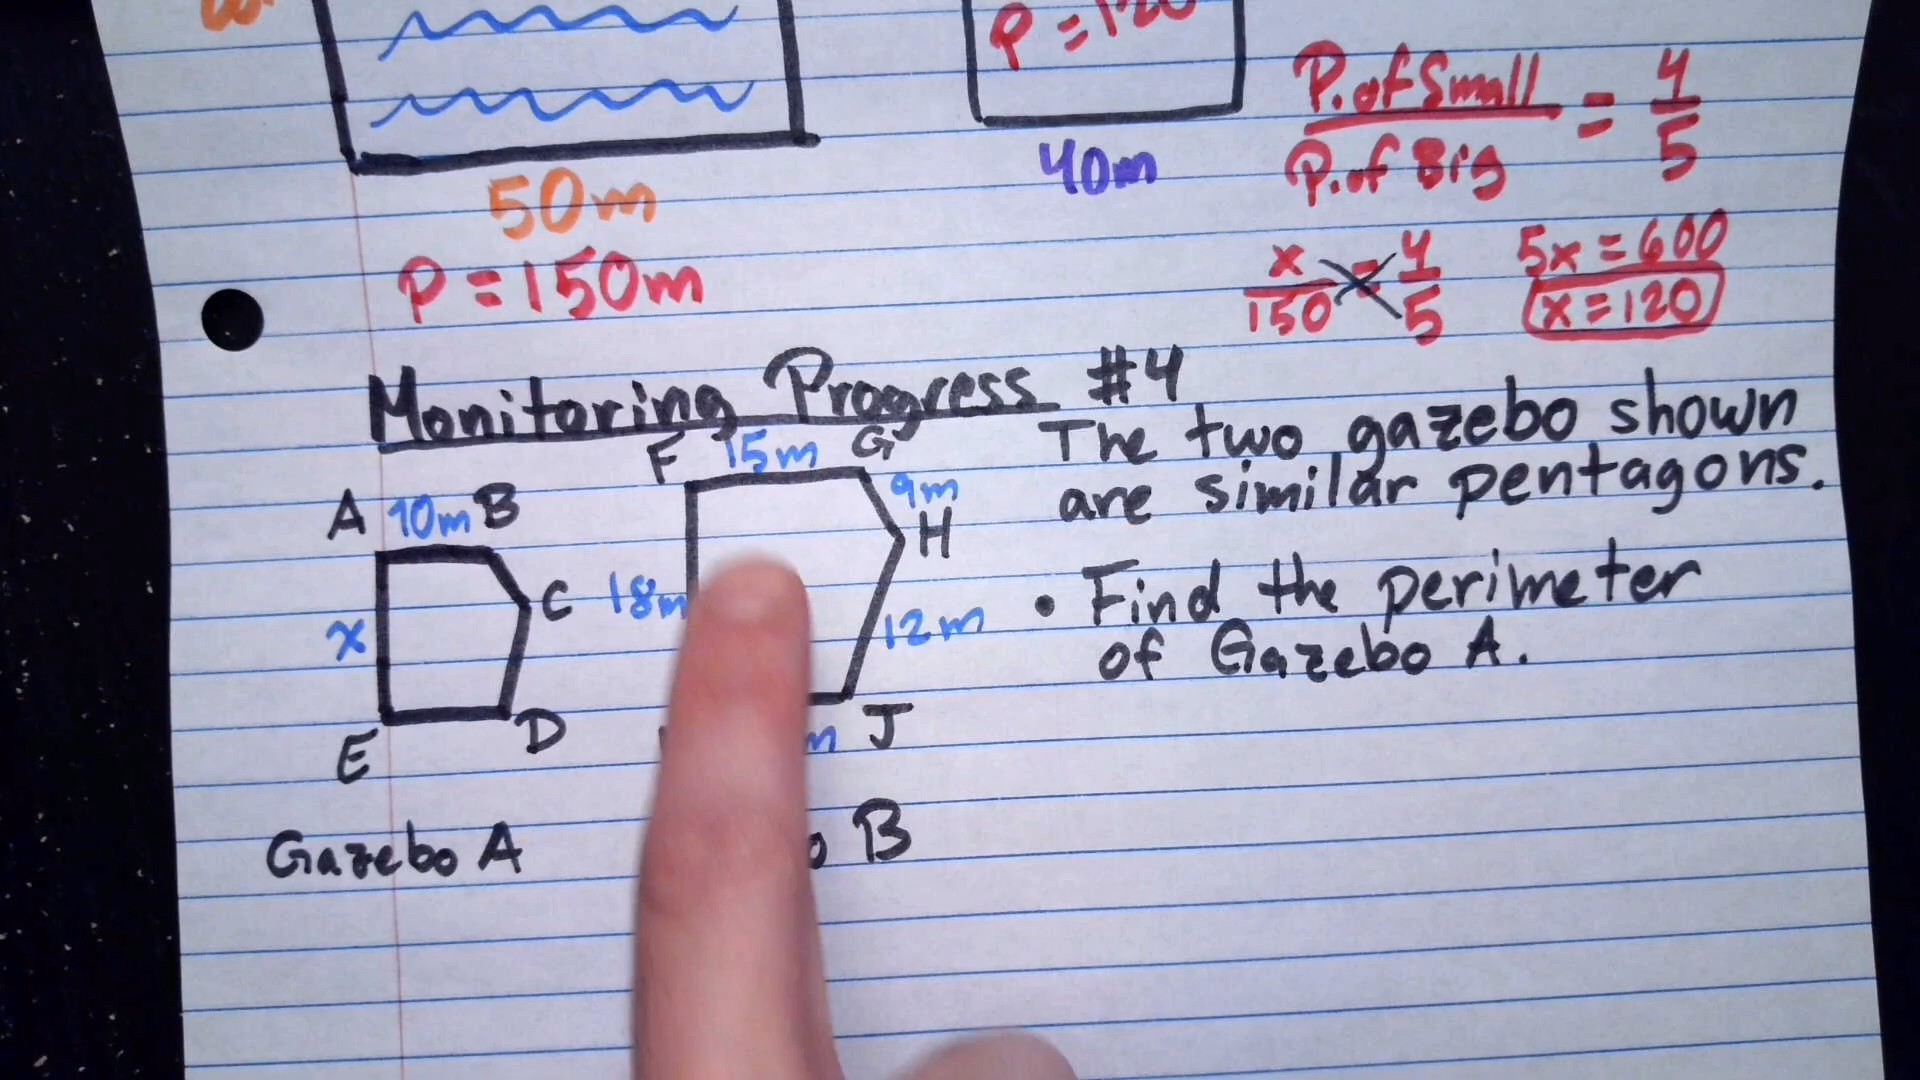 P = 120
P. of Small / P. of Big = 4/5
50m
40m
P = 150m
x/150 = 4/5
5x = 600
x = 120
Monitoring Progress #4
The two gazebo shown
are similar pentagons.
• Find the perimeter
of Gazebo A.
A 10m B
C
D
E
x
F 15m G
9m
H
18m
12m
J
m
Gazebo A
o B